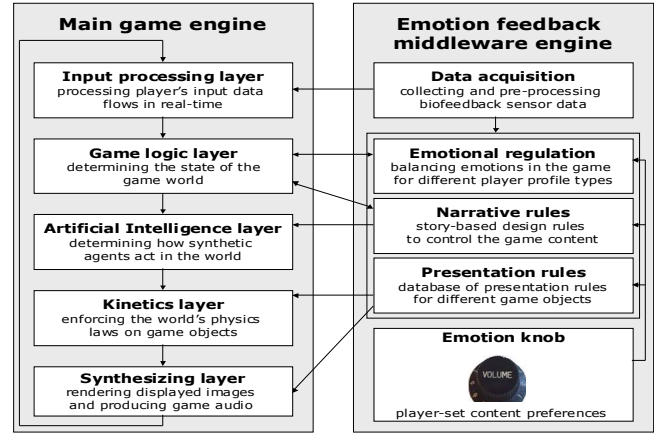 Main game engine
Input processing layer
processing player's input data
flows in real-time
Game logic layer
determining the state of the
game world
Artificial Intelligence layer
determining how synthetic
agents act in the world
Kinetics layer
enforcing the world's physics
laws on game objects
Synthesizing layer
rendering displayed images
and producing game audio
Emotion feedback
middleware engine
Data acquisition
collecting and pre-processing
biofeedback sensor data
Emotional regulation
balancing emotions in the game
for different player profile types
Narrative rules
story-based design rules
to control the game content
Presentation rules
database of presentation rules
for different game objects
Emotion knob
VOLUME
player-set content preferences